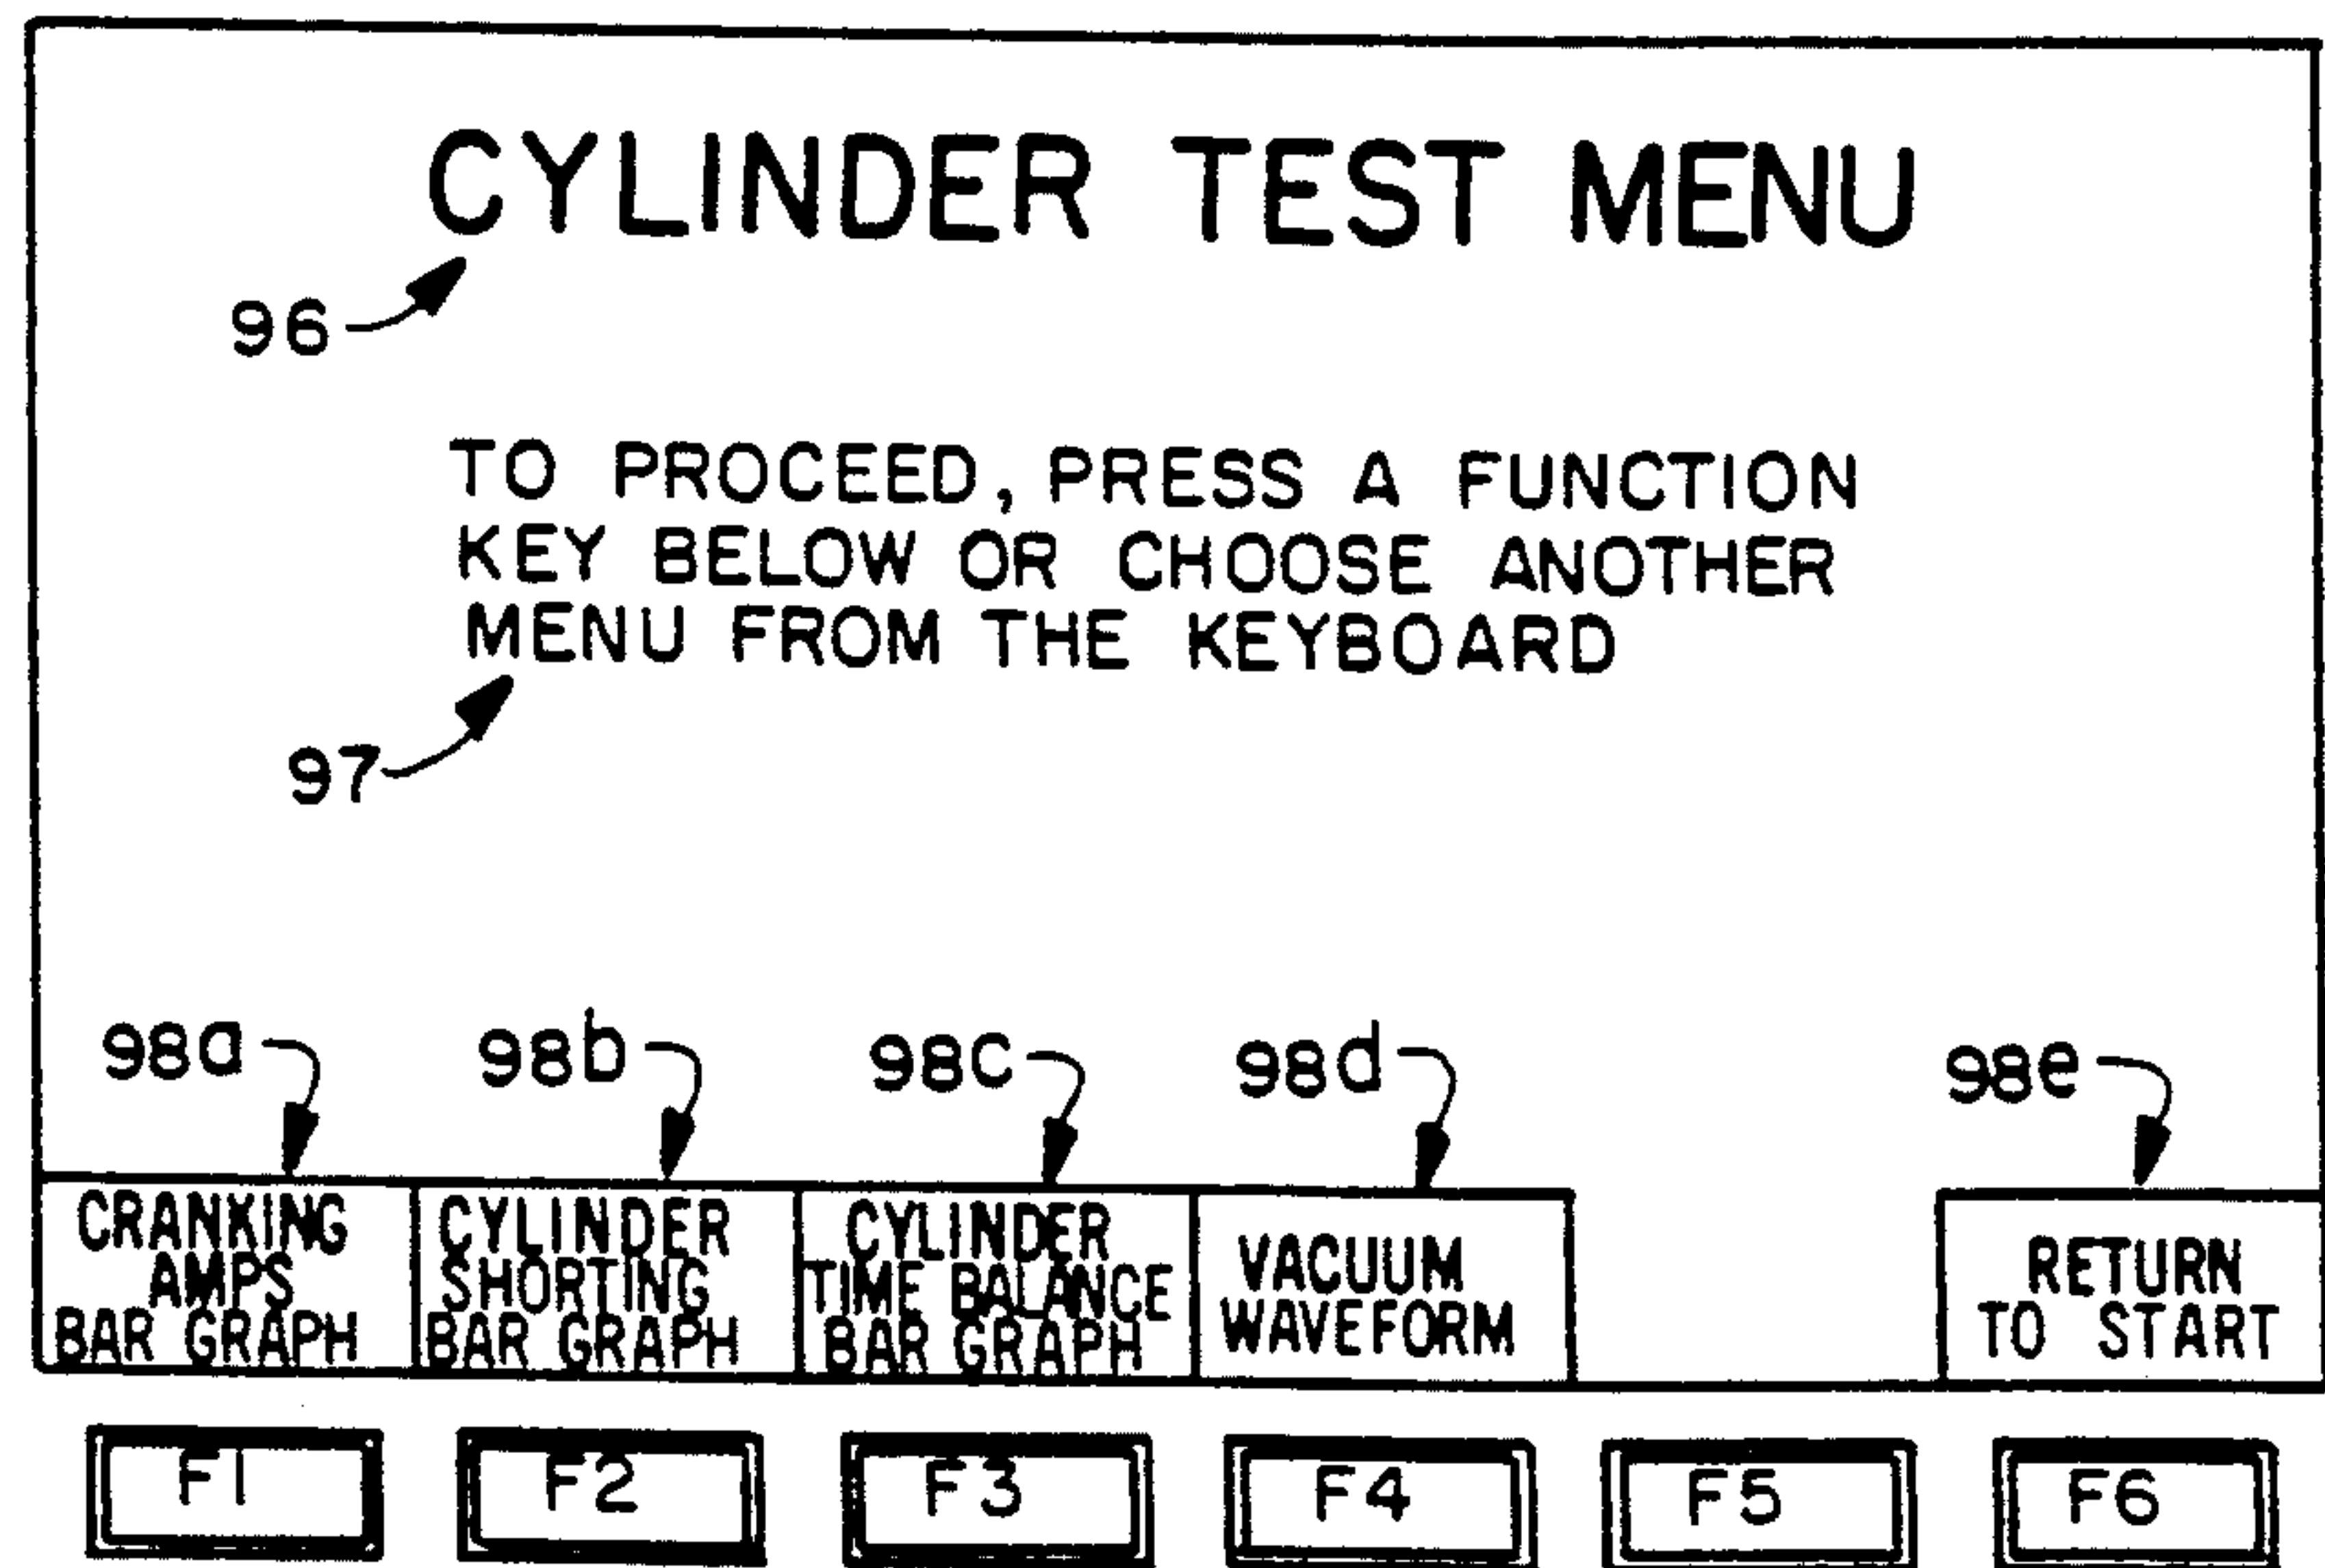 CYLINDER TEST MENU
96
TO PROCEED, PRESS A FUNCTION
KEY BELOW OR CHOOSE ANOTHER
MENU FROM THE KEYBOARD
97
98a 98b 98c 98d 98e
CRANKING
AMPS
BAR GRAPH
CYLINDER
SHORTING
BAR GRAPH
CYLINDER
TIME BALANCE
BAR GRAPH
VACUUM
WAVEFORM
RETURN
TO START
F1 F2 F3 F4 F5 F6